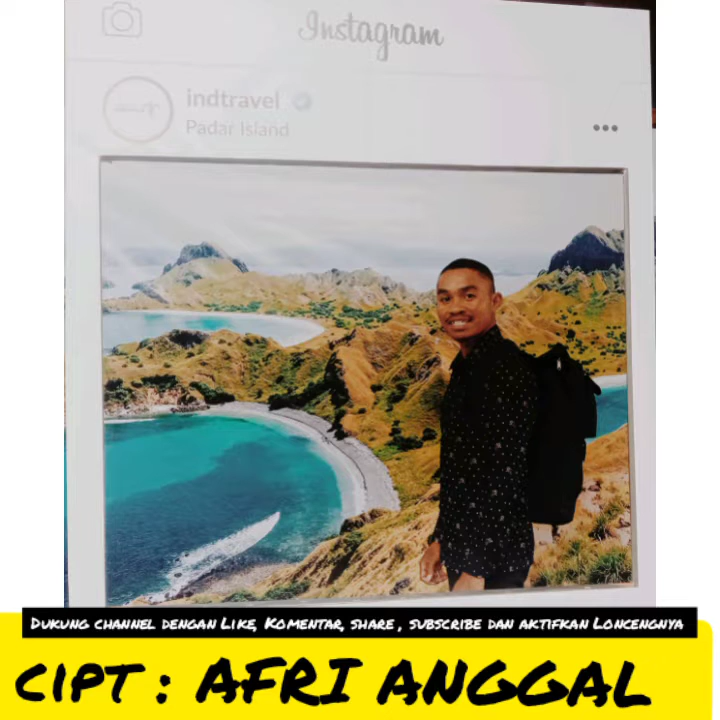 Instagram
indtravel
Padar Island
Dukung channel dengan Like, Komentar, share , subscribe dan aktifkan Loncengnya
CIPT : AFRI ANGGAL